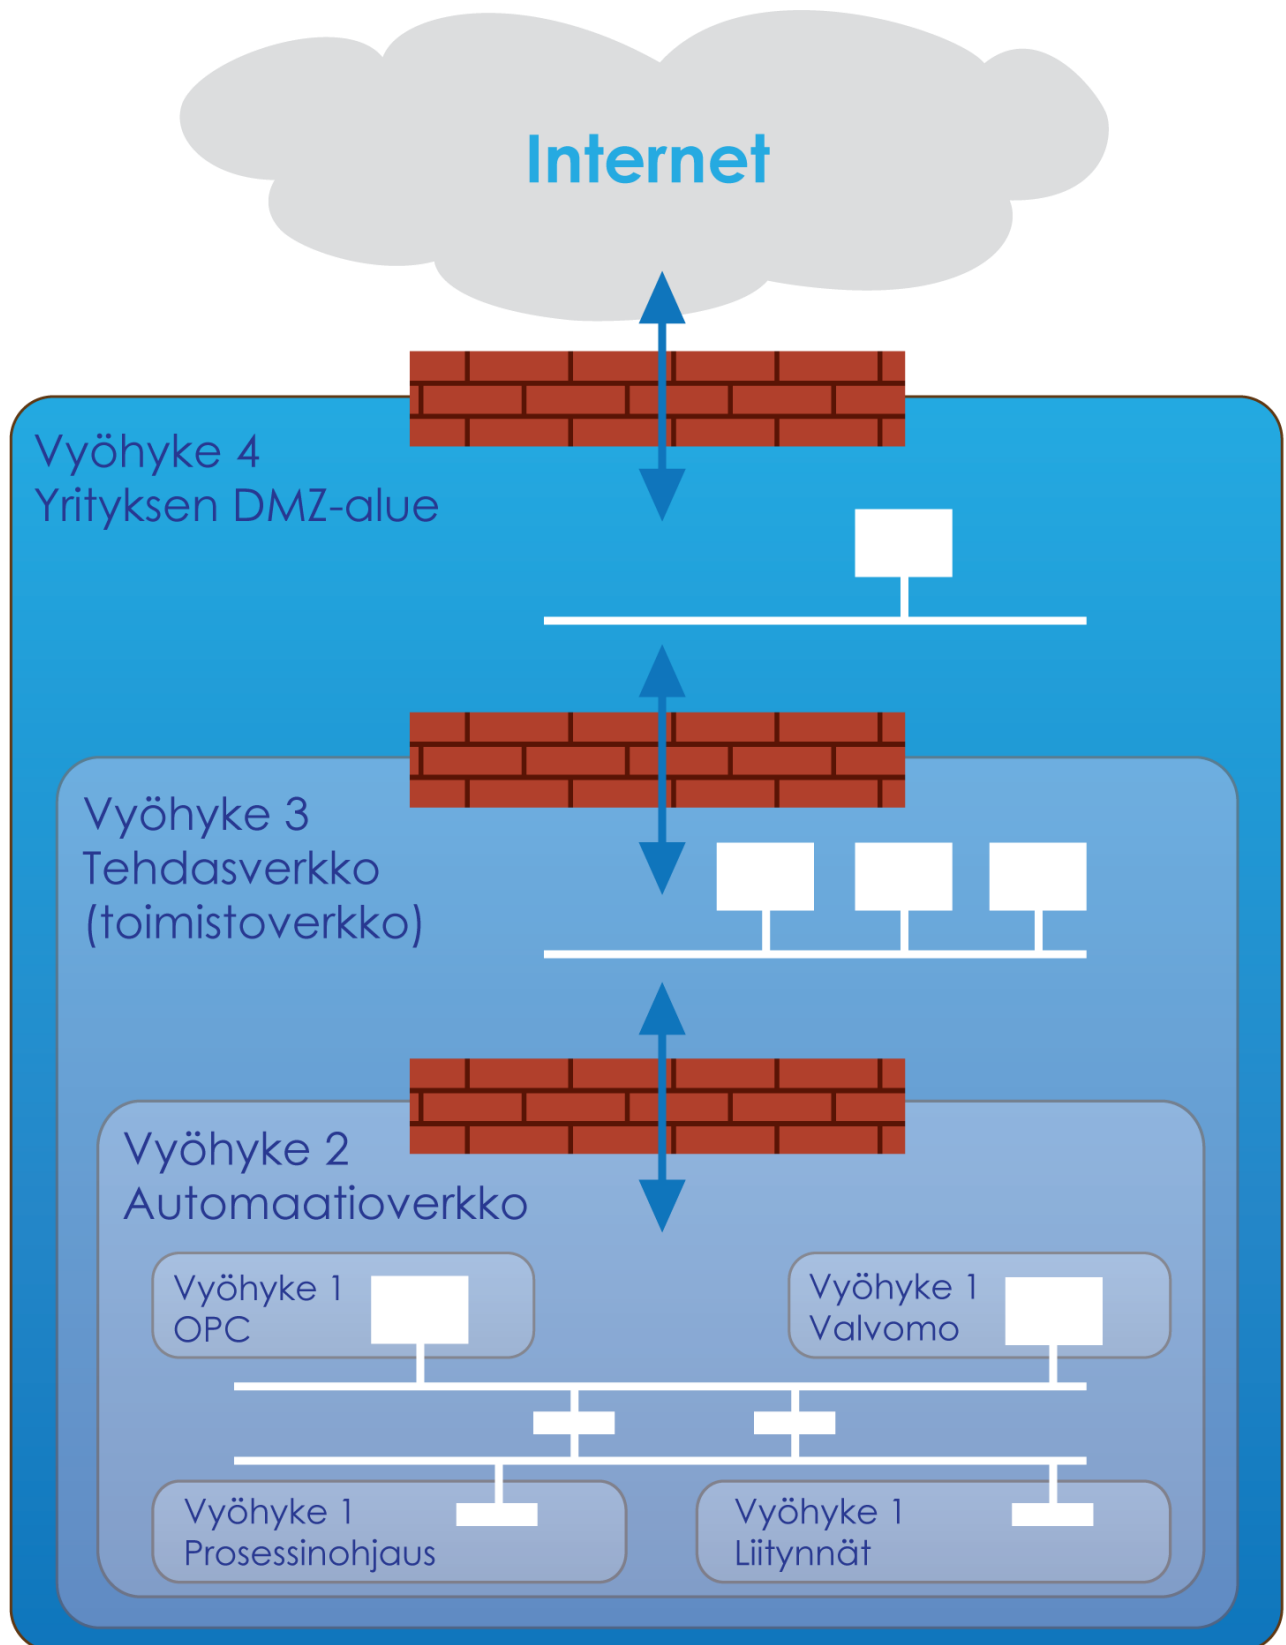 Internet
Vyöhyke 4
Yrityksen DMZ-alue
Vyöhyke 3
Tehdasverkko
(toimistoverkko)
Vyöhyke 2
Automaatioverkko
Vyöhyke 1
OPC
Vyöhyke 1
Valvomo
Vyöhyke 1
Prosessinohjaus
Vyöhyke 1
Liitynnät